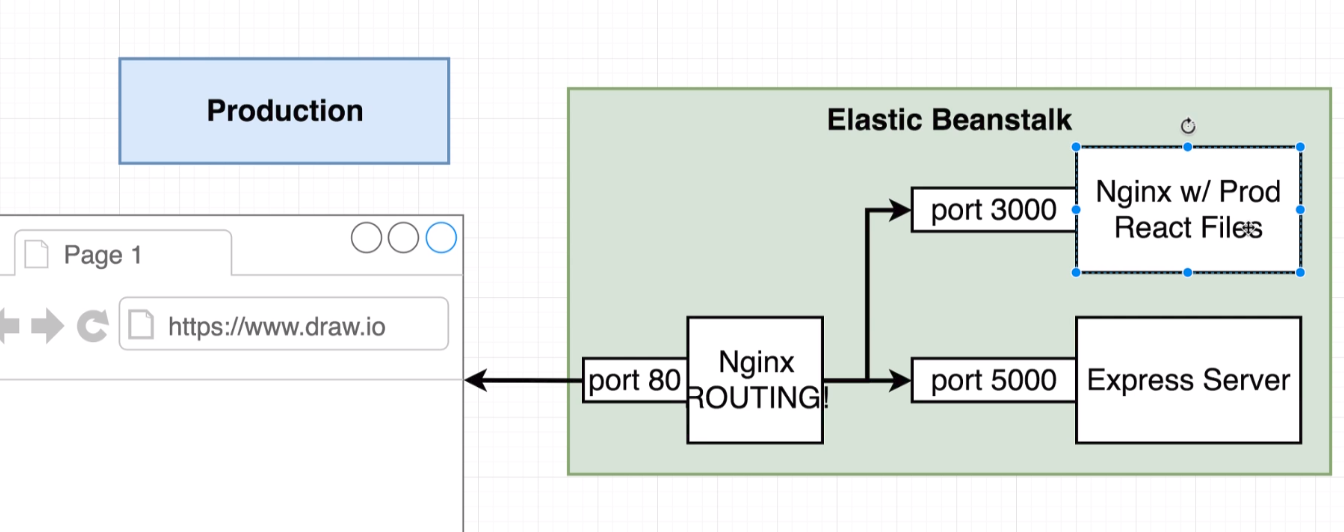 Production
Elastic Beanstalk
Page 1
https://www.draw.io
port 3000
Nginx w/ Prod
React Files
port 80
Nginx
ROUTING!
port 5000
Express Server